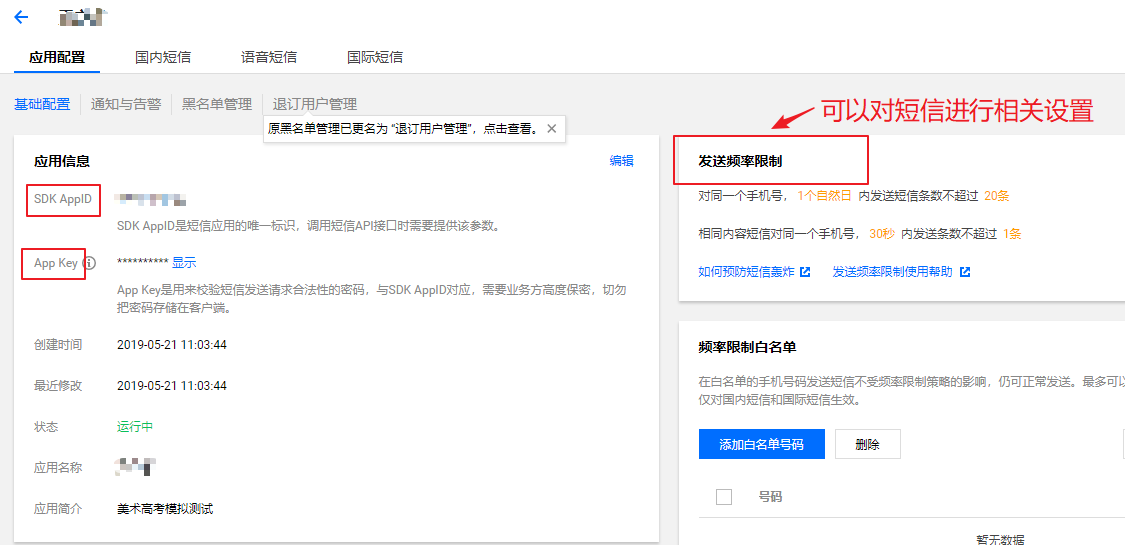 应用配置 国内短信 语音短信 国际短信
基础配置 通知与告警 黑名单管理 退订用户管理
原黑名单管理已更名为 “退订用户管理”，点击查看。
可以对短信进行相关设置
应用信息 编辑
SDK AppID
SDK AppID是短信应用的唯一标识，调用短信API接口时需要提供该参数。
App Key ********** 显示
App Key是用来校验短信发送请求合法性的密码，与SDK AppID对应，需要业务方高度保密，切勿
把密码存储在客户端。
创建时间 2019-05-21 11:03:44
最近修改 2019-05-21 11:03:44
状态 运行中
应用名称
应用简介 美术高考模拟测试
发送频率限制
对同一个手机号， 1个自然日 内发送短信条数不超过 20条
相同内容短信对同一个手机号， 30秒 内发送条数不超过 1条
如何预防短信轰炸 发送频率限制使用帮助
频率限制白名单
在白名单的手机号码发送短信不受频率限制策略的影响，仍可正常发送。最多可以
仅对国内短信和国际短信生效。
添加白名单号码 删除
号码
暂无数据